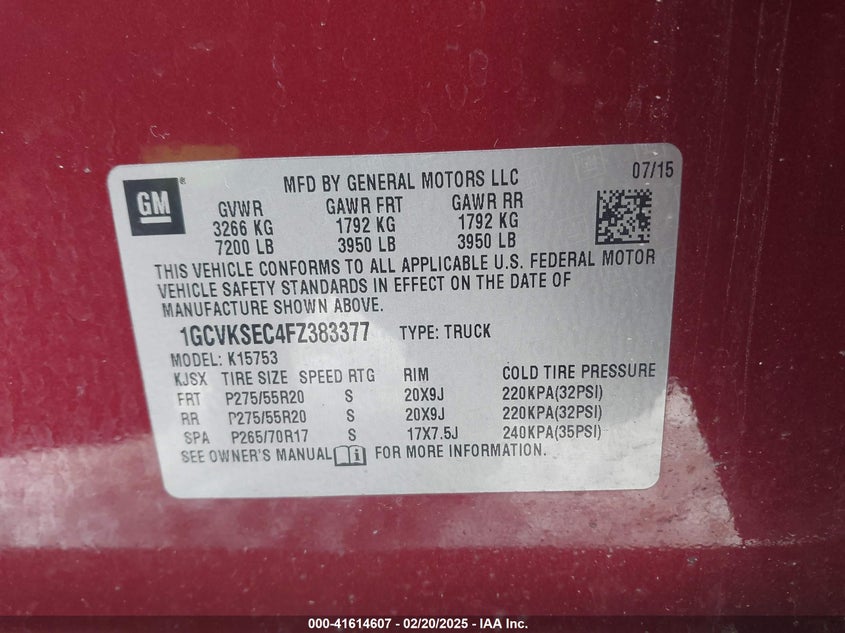 GM ®
MFD BY GENERAL MOTORS LLC 07/15
GVWR GAWR FRT GAWR RR
3266 KG 1792 KG 1792 KG
7200 LB 3950 LB 3950 LB
THIS VEHICLE CONFORMS TO ALL APPLICABLE U.S. FEDERAL MOTOR
VEHICLE SAFETY STANDARDS IN EFFECT ON THE DATE OF
MANUFACTURE SHOWN ABOVE.
1GCVKSEC4FZ383377 TYPE: TRUCK
MODEL: K15753
KJSX TIRE SIZE SPEED RTG RIM COLD TIRE PRESSURE
FRT P275/55R20 S 20X9J 220KPA(32PSI)
RR P275/55R20 S 20X9J 220KPA(32PSI)
SPA P265/70R17 S 17X7.5J 240KPA(35PSI)
SEE OWNER'S MANUAL FOR MORE INFORMATION.
000-41614607 - 02/20/2025 - IAA Inc.